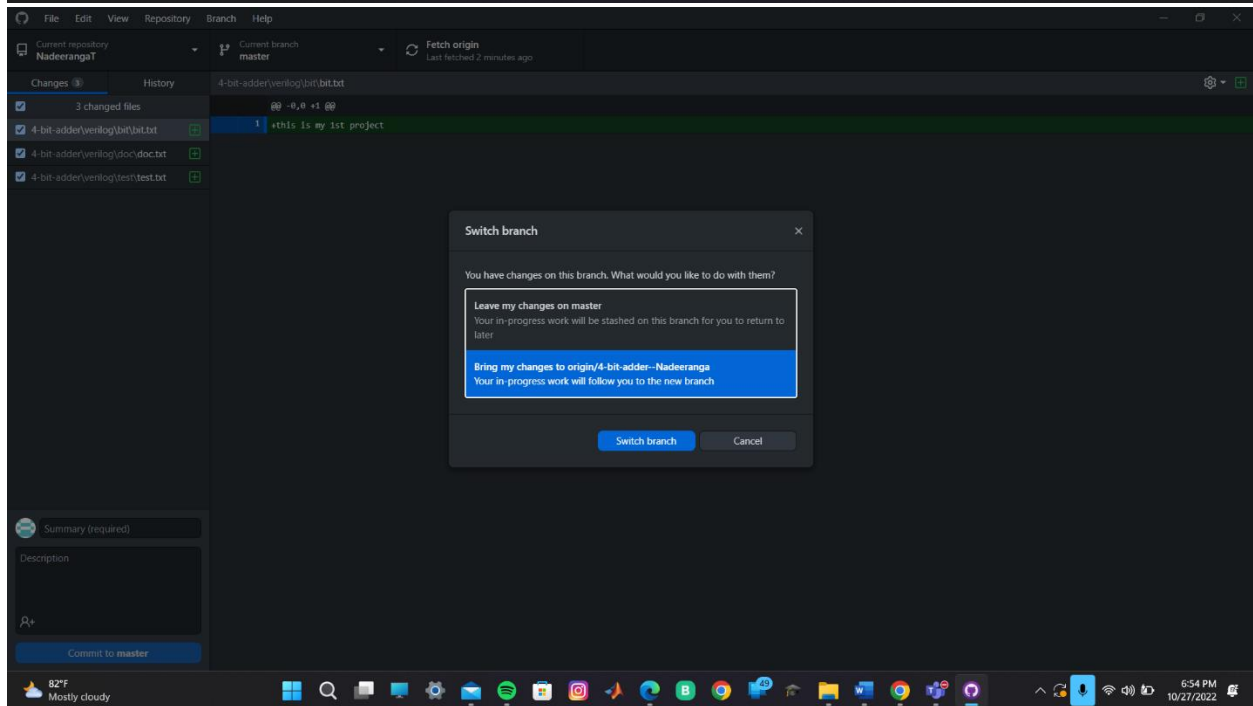 File Edit View Repository Branch Help
Current repository
NadeerangaT
Current branch
master
Fetch origin
Last fetched 2 minutes ago
Changes 3 History
4-bit-adder\verilog\bit\bit.txt
3 changed files
@@ -0,0 +1 @@
4-bit-adder\verilog\bit\bit.txt
1 +this is my 1st project
4-bit-adder\verilog\doc\doc.txt
4-bit-adder\verilog\test\test.txt
Switch branch
You have changes on this branch. What would you like to do with them?
Leave my changes on master
Your in-progress work will be stashed on this branch for you to return to
later
Bring my changes to origin/4-bit-adder--Nadeeranga
Your in-progress work will follow you to the new branch
Switch branch Cancel
Summary (required)
Description
Commit to master
82°F
Mostly cloudy
B
49
6:54 PM
10/27/2022